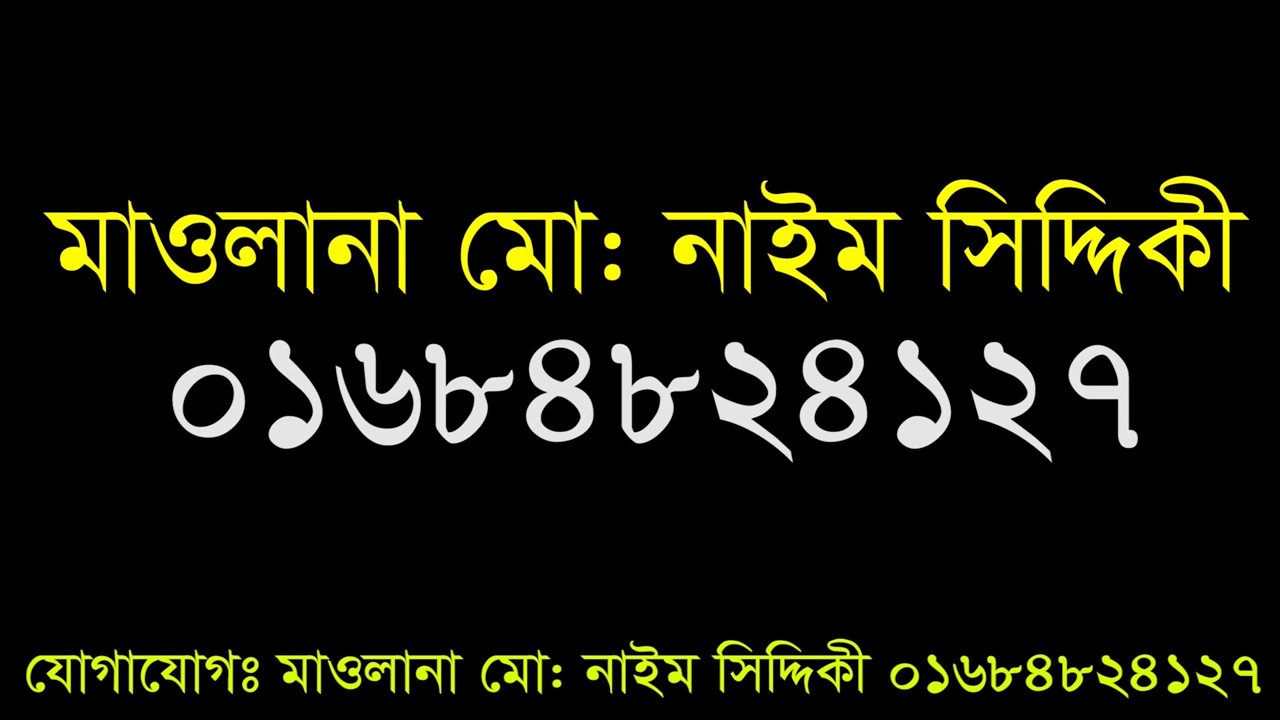 মাওলানা মো: নাইম সিদ্দিকী
০১৬৮৪৮২৪১২৭
যোগাযোগঃ মাওলানা মো: নাইম সিদ্দিকী ০১৬৮৪৮২৪১২৭